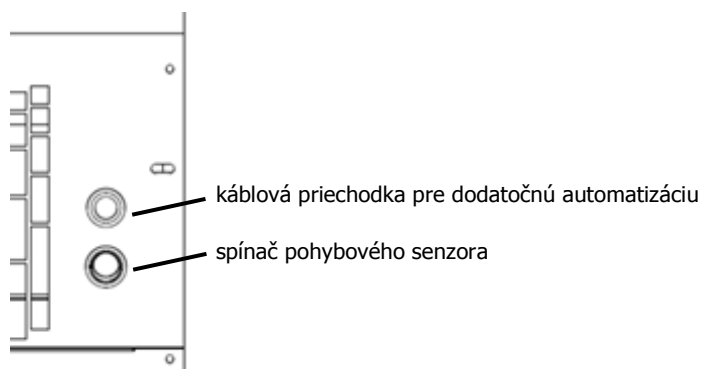 káblová priechodka pre dodatočnú automatizáciu
spínač pohybového senzora